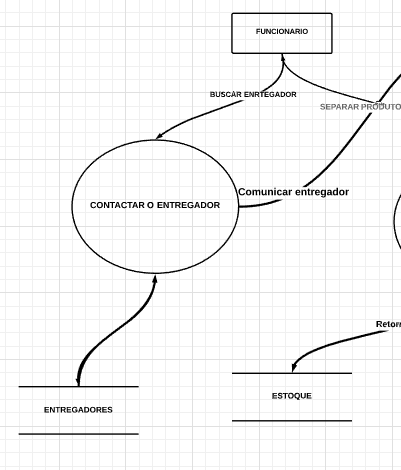 FUNCIONARIO
BUSCAR ENRTEGADOR
SEPARAR PRODUTO
Comunicar entregador
CONTACTAR O ENTREGADOR
Retorn
ESTOQUE
ENTREGADORES